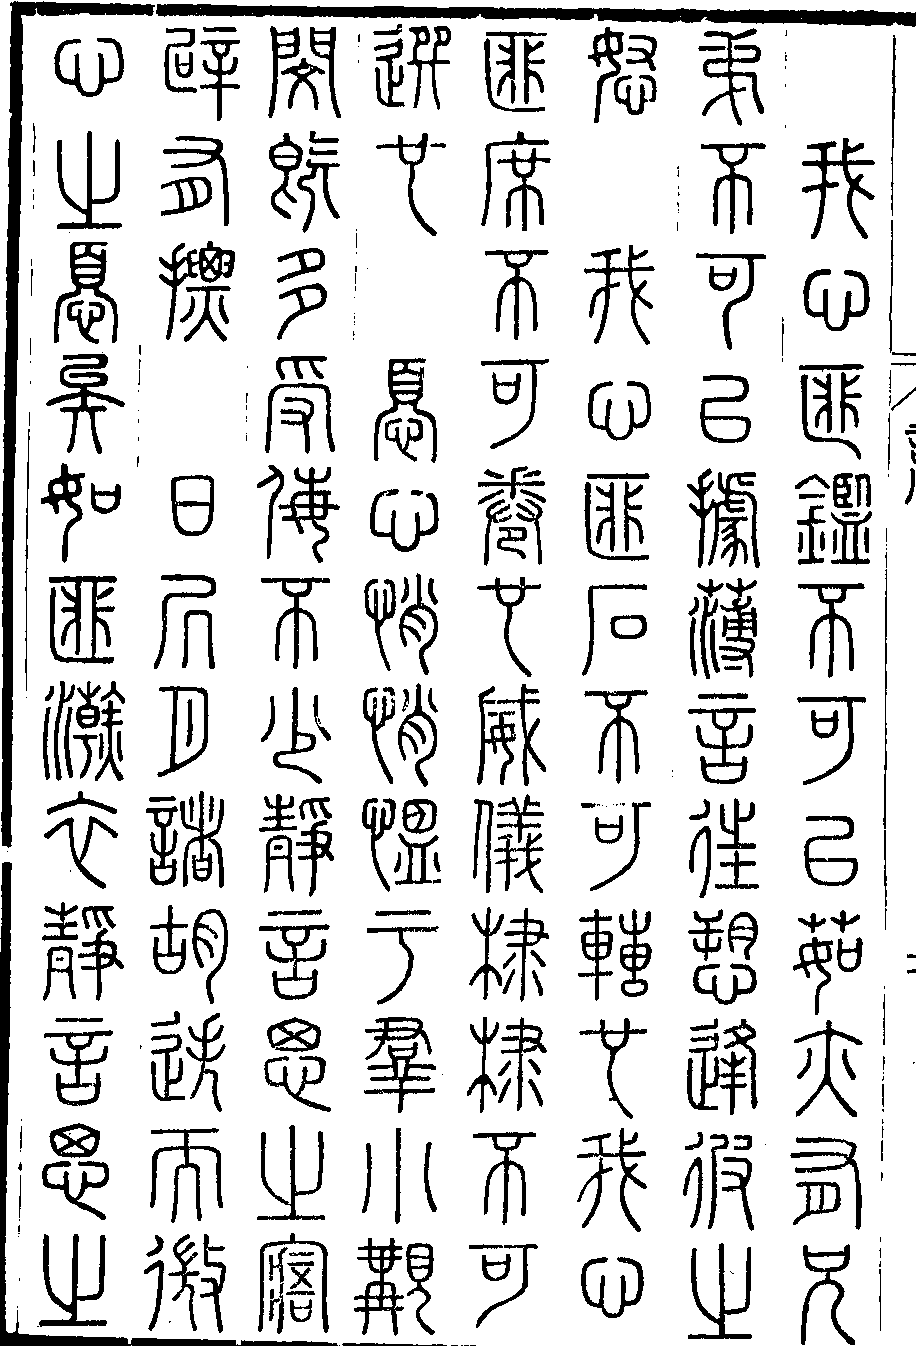 我心匪鑑不可以茹亦有兄
弟不可以據薄言往愬逢彼之
怒　我心匪石不可轉也我心
匪席不可卷也威儀棣棣不可
選也　憂心悄悄慍于羣小覯
閔既多受侮不少靜言思之寤
辟有摽　日居月諸胡迭而微
心之憂矣如匪澣衣靜言思之